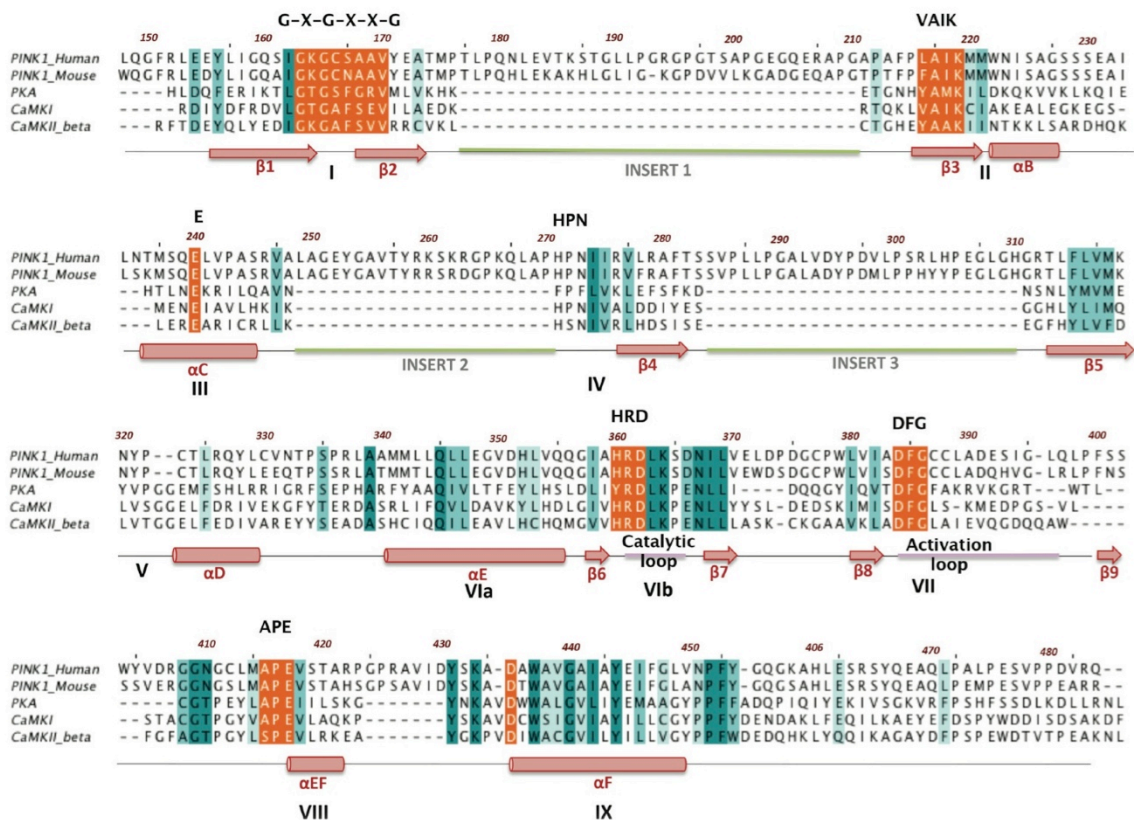 G-X-G-X-X-G VAIK
150 160 170 180 190 200 210 220 230
PINK1_Human LQGFRLEEYLIGQSIGKGCSAAVYEATMPTLPQNLEVTKSTGLLPGRGPGTSAPGEGQERAPGAPAFPLAIKMMWNISAGSSSEAI
PINK1_Mouse WQGFRLEDYLIGQAIGKGCNAAVYEATMPTLPQHLEKAKHLGLIG-KGPDVVLKGADGEQAPGTPTFPFAIKMMWNISAGSSSEAI
PKA ----HLDQFERIKTLGTGSFGRVMLVKHK----------------------------------ETGNHYAMKILDKQKVVKLKQIE
CaMKI ----RDIYDFRDVLGTGAFSEVILAEDK----------------------------------RTQKLVAIKCIAKEALEGKEGS-
CaMKII_beta ---RFTDEYQLYEDIGKGAFSVVRRCVKL----------------------------------CTGHEYAAKIINTKKLSARDHQK
β1 I β2 INSERT 1 β3 II αB
E HPN
240 250 260 270 280 290 300 310
PINK1_Human LNTMSQELVPASRVALAGEYGAVTYRKSKRGPKQLAPHPNIIRVLRAFTSSVPLLPGALVDYPDVLPSRLHPEGLGHGRTLFLVMK
PINK1_Mouse LSKMSQELVPASRVALAGEYGAVTYRRSRDGPKQLAPHPNIIRVFRAFTSSVPLLPGALADYPDMLPPHYYPEGLGHGRTLFLVMK
PKA --HTLNEKRILQAVN----------------------FPFLVKLEFSFKD---------------------------NSNLYMVME
CaMKI ---MENEIAVLHKIK----------------------HPNIVALDDIYES---------------------------GGHLYLIMQ
CaMKII_beta ---LEREARICRLLK----------------------HSNIVRLHDSISE---------------------------EGFHYLVFD
αC III INSERT 2 IV β4 INSERT 3 β5
HRD DFG
320 330 340 350 360 370 380 390 400
PINK1_Human NYP--CTLRQYLCVNTPSPRLAAMMLLQLLEGVDHLVQQGIAHRDLKSDNILVELDPDGCPWLVIADFGCCLADESIG-LQLPFSS
PINK1_Mouse NYP--CTLRQYLEEQTPSSRLATMMTLQLLEGVDHLVQQGIAHRDLKSDNILVEWDSDGCPWLVISDFGCCLADQHVG-LRLPFNS
PKA YVPGGEMFSHLRRIGRFSEPHARFYAAQIVLTFEYLHSLDLIYRDLKPENLLI----DQQGYIQVTDFGFAKRVKGRT---WTL--
CaMKI LVSGGELFDRIVEKGFYTERDASRLIFQVLDAVKYLHDLGIVHRDLKPENLLYYSL-DEDSKIMISDFGLS-KMEDPGS-VL----
CaMKII_beta LVTGGELFEDIVAREYYSEADASHCIQQILEAVLHCHQMGVVHRDLKPENLLLASK-CKGAAVKLADFGLAIEVQGDQQAW-----
V αD αE VIa β6 Catalytic loop VIb β7 β8 Activation loop VII β9
APE
410 420 430 440 450 406 470 480
PINK1_Human WYVDRGGNGCLMAPEVSTARPGPRAVIDYSKA-DAWAVGAIAYEIFGLVNPFYGQGKAHLESRSYQEAQLPALPESVPPDVRQ--
PINK1_Mouse SSVERGGNGSLMAPEVSTAHSGPSAVIDYSKA-DTWAVGAIAYEIFGLANPFYGQGSAHLESRSYQEAQLPEMPESVPPEARR--
PKA ----CGTPEYLAPEIILSKG-------YNKAVDWWALGVLIYEMAAGYPPFFADQPIQIYEKIVSGKVRFPSHFSSDLKDLLRNL
CaMKI --STACGTPGYVAPEVLAQKP------YSKAVDCWSIGVIAYILLCGYPPFYDENDAKLFEQILKAEYEFDSPYWDDISDSAKDF
CaMKII_beta --FGFAGTPGYLSPEVLRKEA------YGKPVDIWACGVILYILLVGYPPFWDEDQHKLYQQIKAGAYDFPSPEWDTVTPEAKNL
αEF VIII αF IX